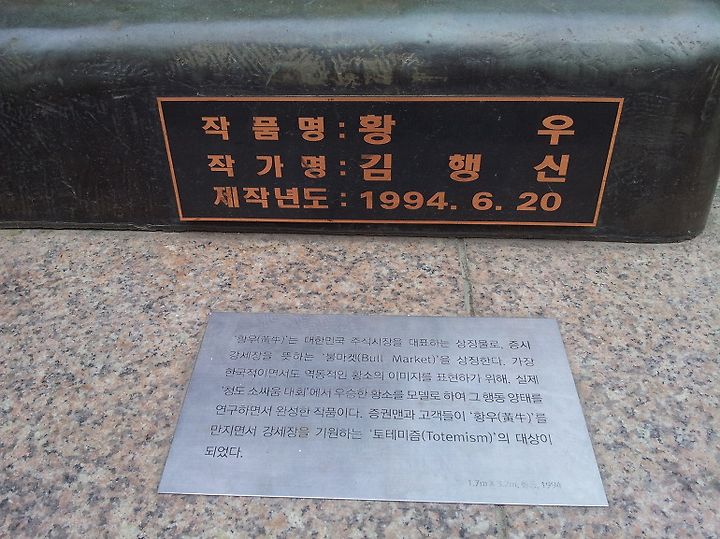 작 품 명 : 황 우
작 가 명 : 김 행 신
제작년도 : 1994. 6. 20
'황우(黃牛)'는 대한민국 주식시장을 대표하는 상징물로, 증시
강세장을 뜻하는 '불마켓(Bull Market)'을 상징한다. 가장
한국적이면서도 역동적인 황소의 이미지를 표현하기 위해, 실제
'청도 소싸움 대회'에서 우승한 황소를 모델로 하여 그 행동 양태를
연구하면서 완성한 작품이다. 증권맨과 고객들이 '황우(黃牛)'를
만지면서 강세장을 기원하는 '토테미즘(Totemism)'의 대상이
되었다.
1.7m X 3.2m, 청동, 1994